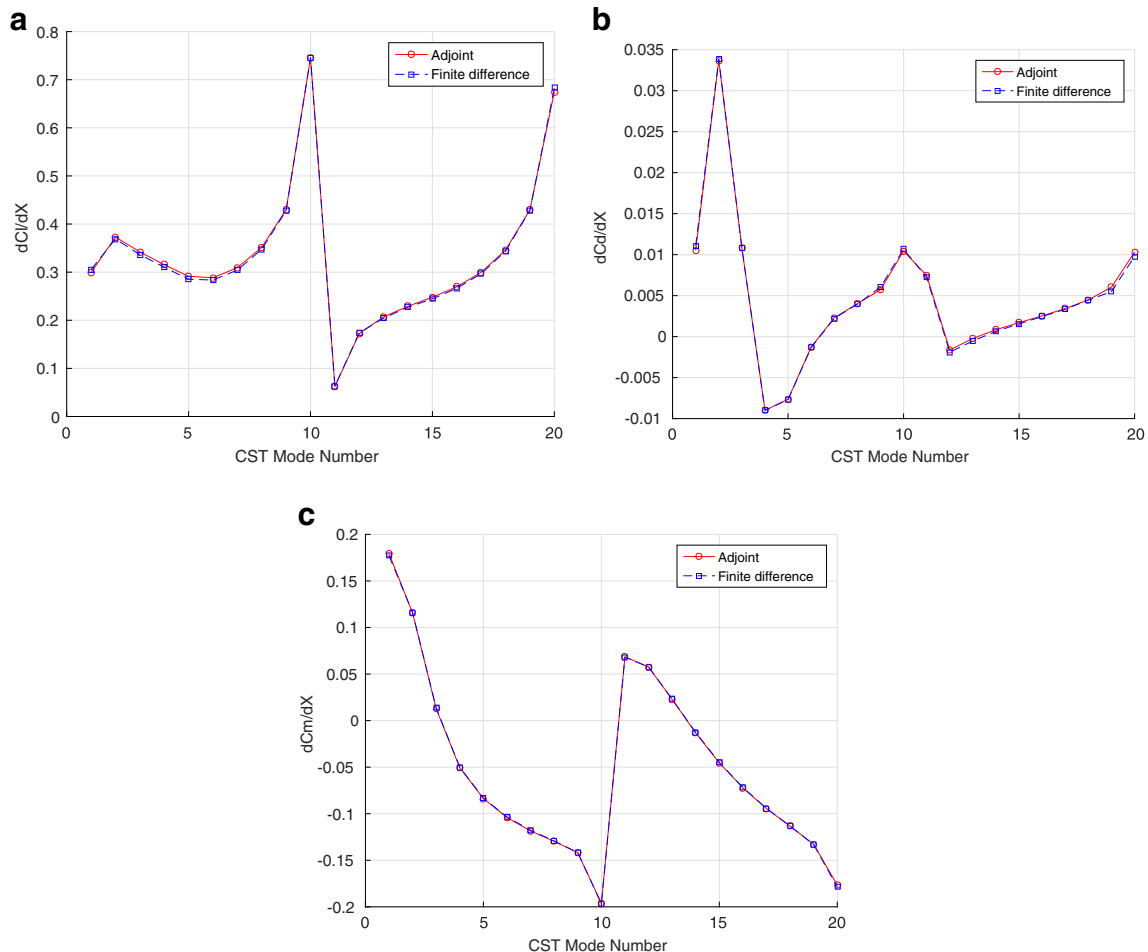 a
0.8
0.7
0.6
0.5
0.4
0.3
0.2
0.1
0
dCl/dX
Adjoint
Finite difference
0
5
10
15
20
CST Mode Number
b
0.035
0.03
0.025
0.02
0.015
0.01
0.005
0
-0.005
-0.01
dCd/dX
Adjoint
Finite difference
0
5
10
15
20
CST Mode Number
c
0.2
0.15
0.1
0.05
0
-0.05
-0.1
-0.15
-0.2
dCm/dX
Adjoint
Finite difference
0
5
10
15
20
CST Mode Number